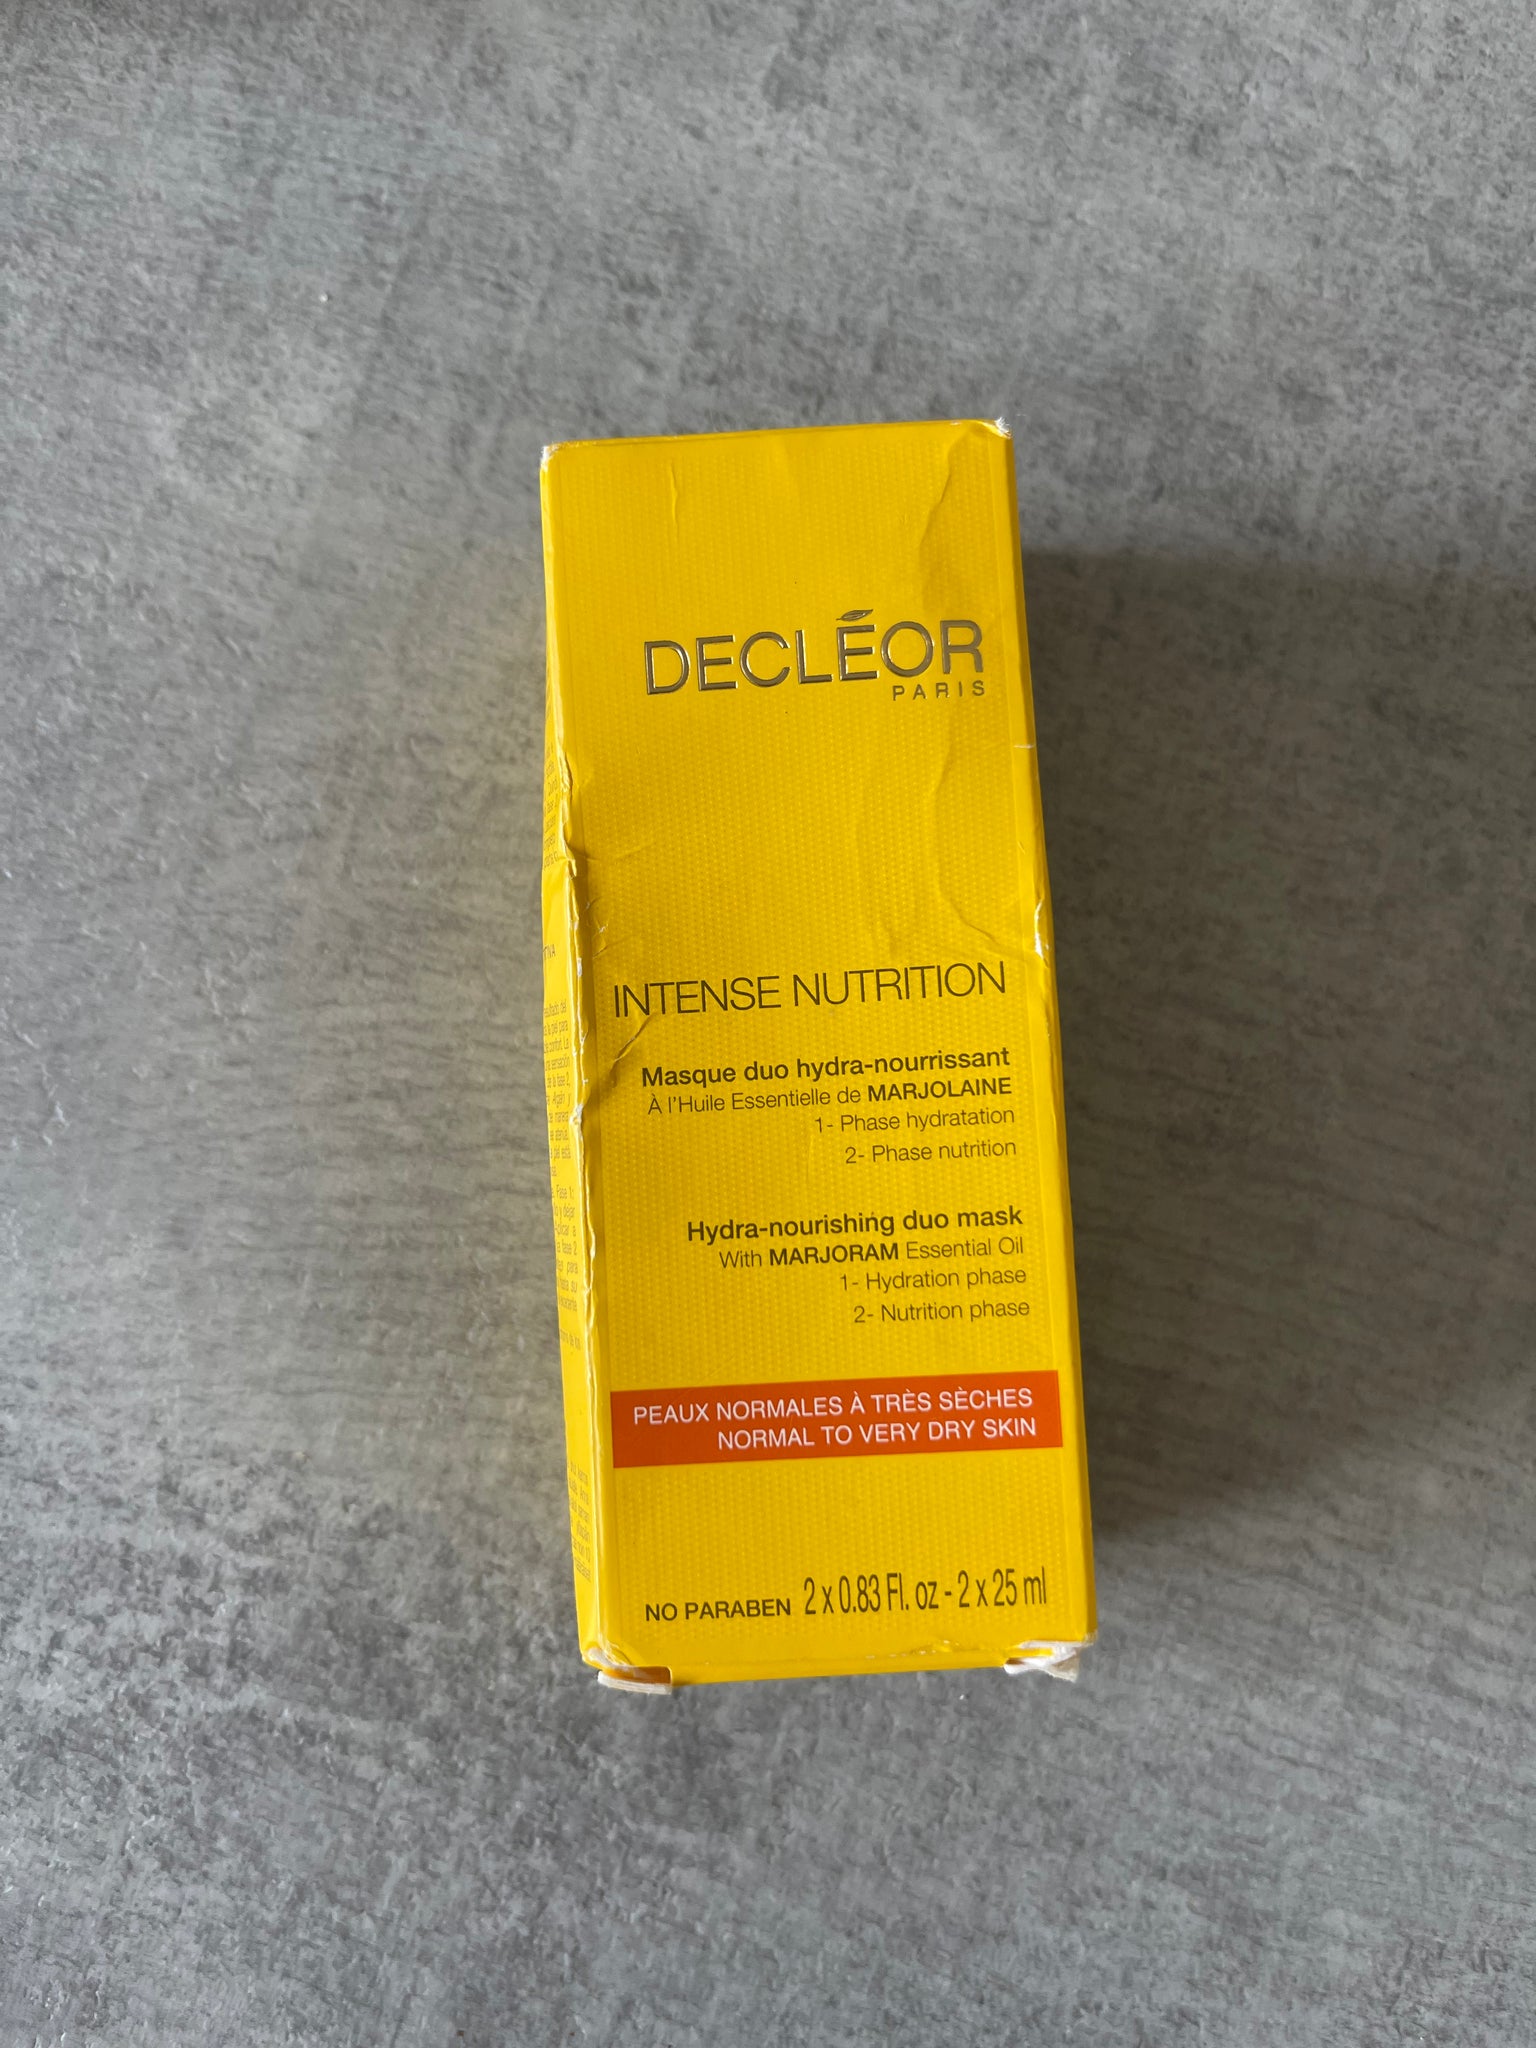 DECLÉOR
PARIS
INTENSE NUTRITION
Masque duo hydra-nourrissant
À l'Huile Essentielle de MARJOLAINE
1- Phase hydratation
2- Phase nutrition
Hydra-nourishing duo mask
With MARJORAM Essential Oil
1- Hydration phase
2- Nutrition phase
PEAUX NORMALES À TRÈS SÈCHES
NORMAL TO VERY DRY SKIN
NO PARABEN 2 x 0.83 Fl. oz - 2 x 25 ml